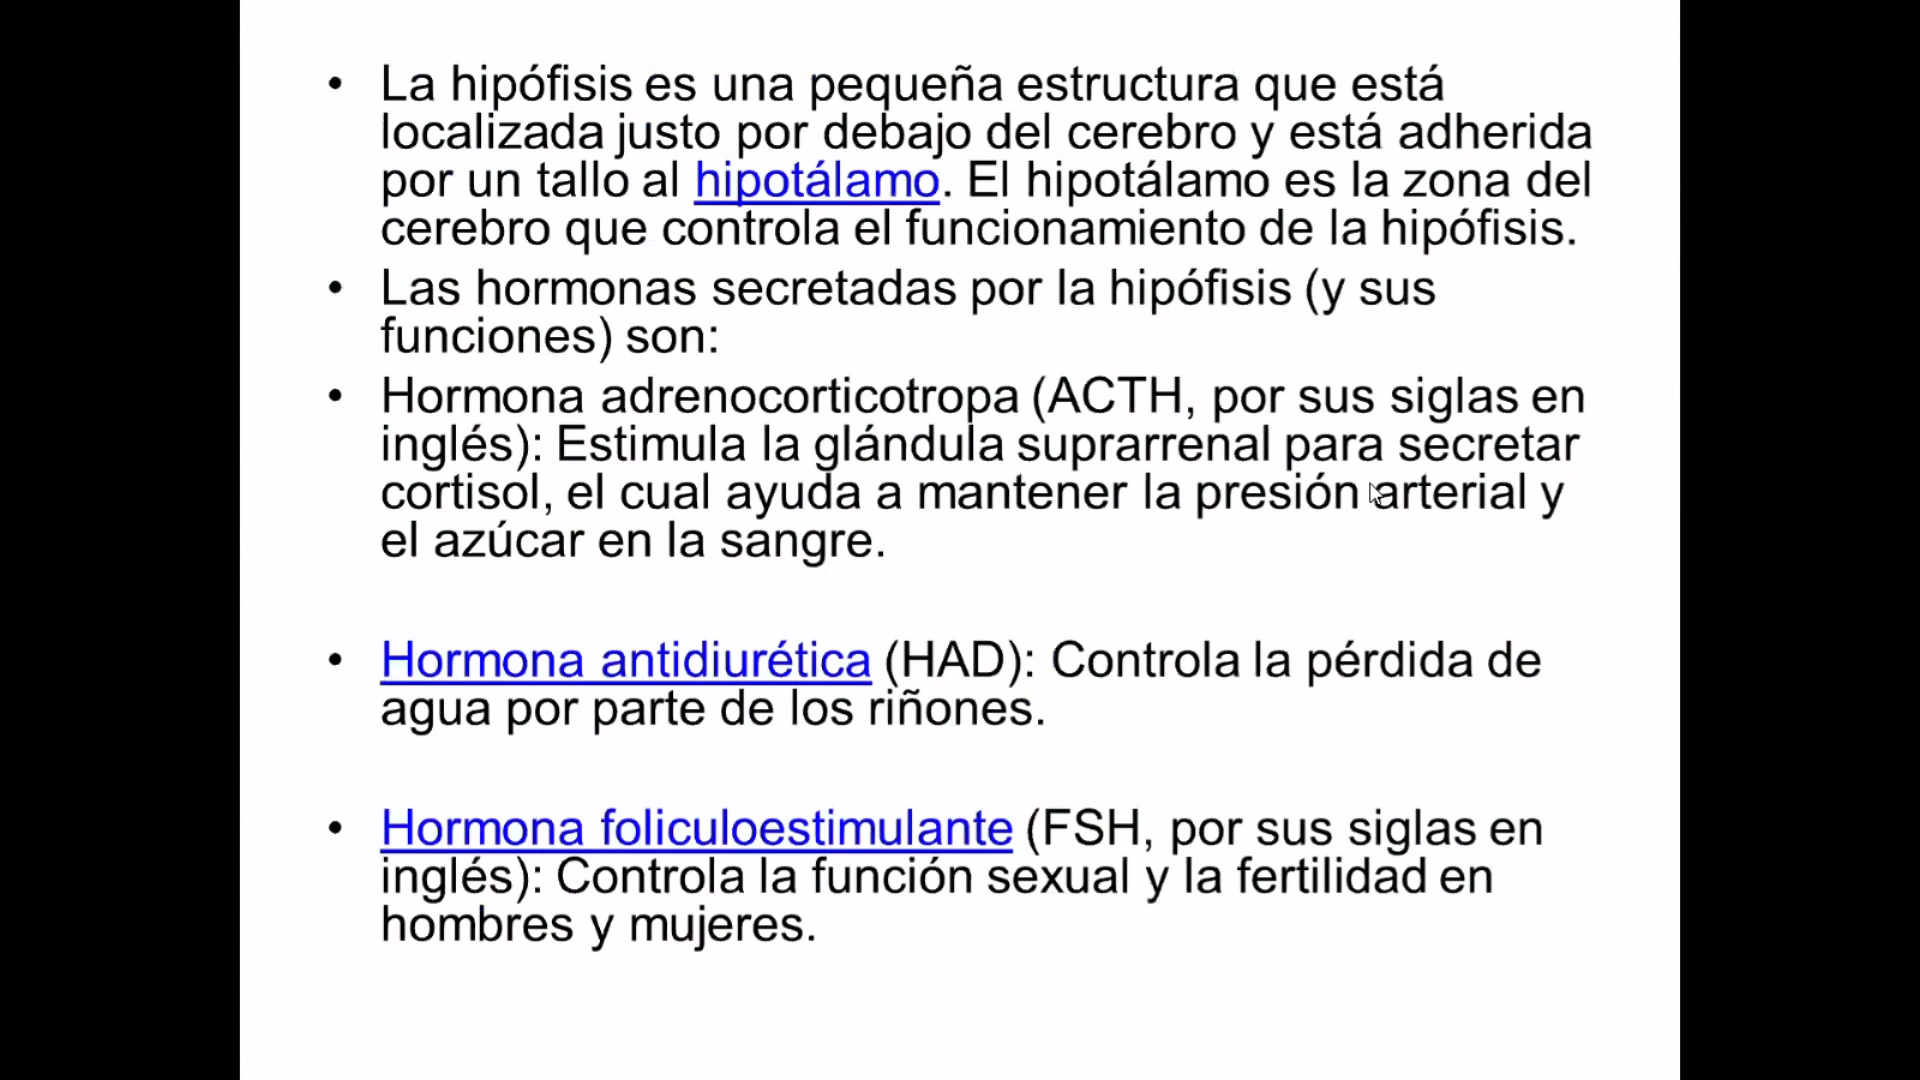 • La hipófisis es una pequeña estructura que está
localizada justo por debajo del cerebro y está adherida
por un tallo al hipotálamo. El hipotálamo es la zona del
cerebro que controla el funcionamiento de la hipófisis.
• Las hormonas secretadas por la hipófisis (y sus
funciones) son:
• Hormona adrenocorticotropa (ACTH, por sus siglas en
inglés): Estimula la glándula suprarrenal para secretar
cortisol, el cual ayuda a mantener la presión arterial y
el azúcar en la sangre.
• Hormona antidiurética (HAD): Controla la pérdida de
agua por parte de los riñones.
• Hormona foliculoestimulante (FSH, por sus siglas en
inglés): Controla la función sexual y la fertilidad en
hombres y mujeres.